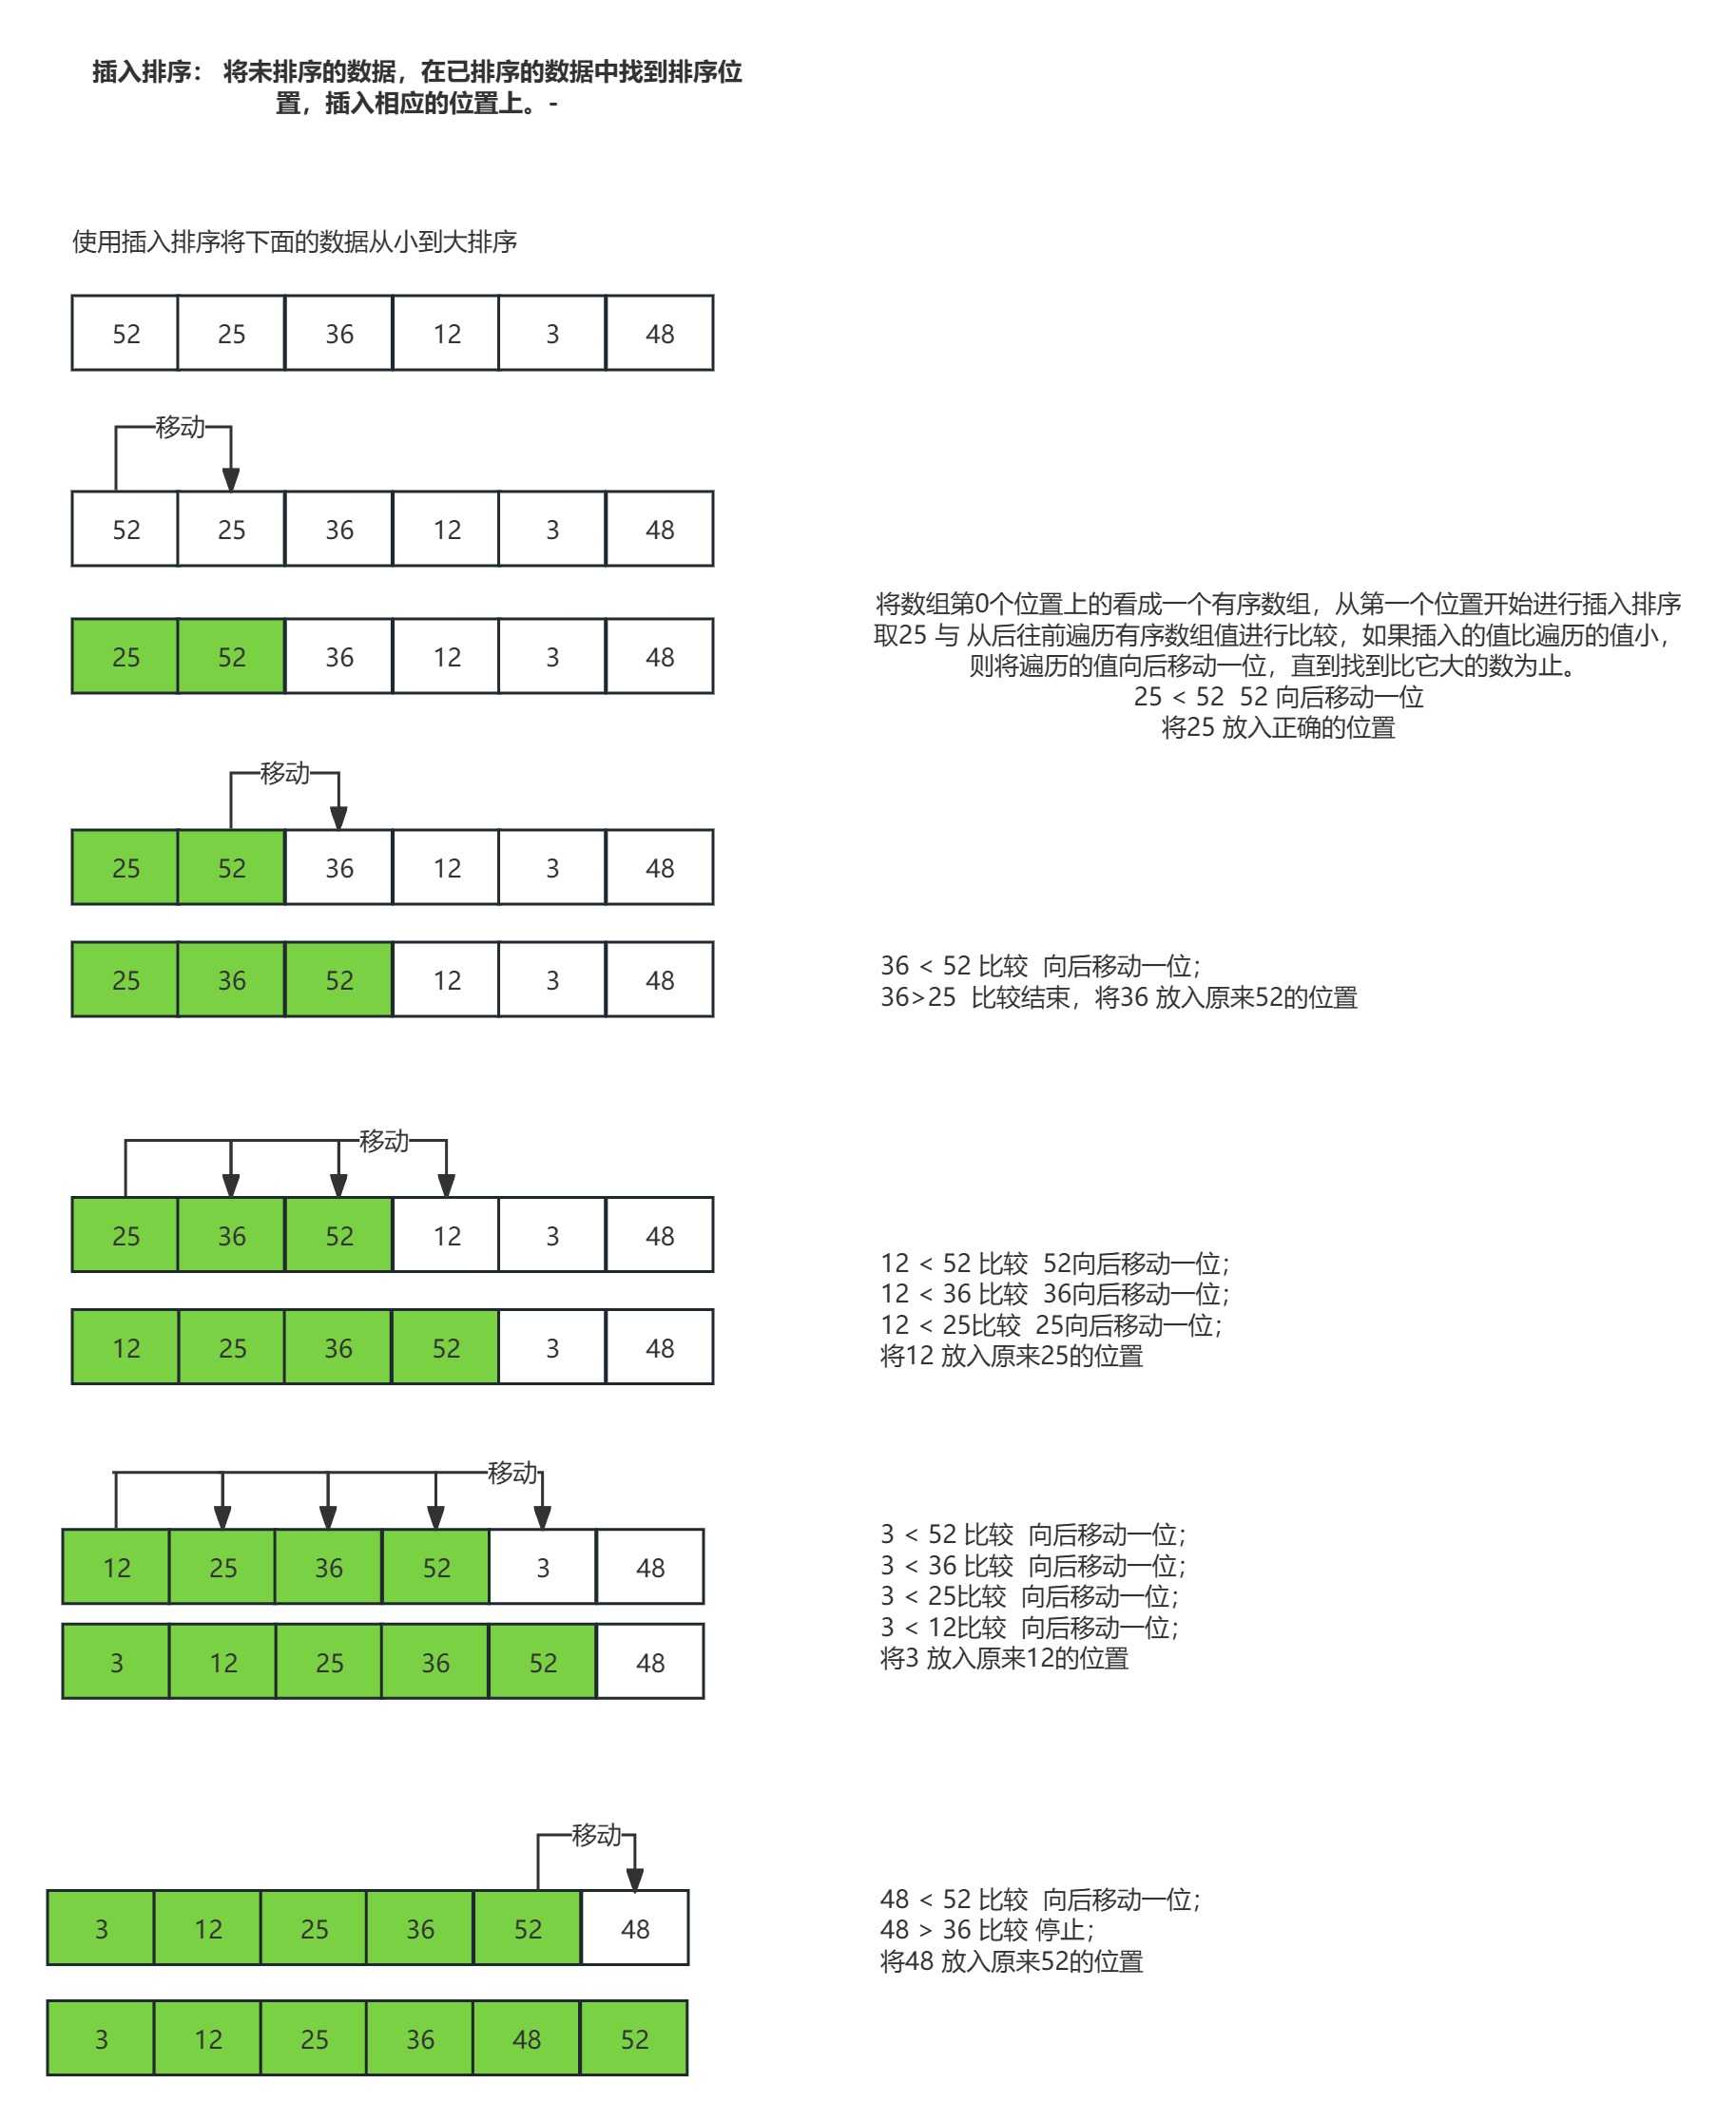 插入排序： 将未排序的数据，在已排序的数据中找到排序位
置，插入相应的位置上。-
使用插入排序将下面的数据从小到大排序
52 25 36 12 3 48
移动
52 25 36 12 3 48
25 52 36 12 3 48
将数组第0个位置上的看成一个有序数组，从第一个位置开始进行插入排序
取25 与 从后往前遍历有序数组值进行比较，如果插入的值比遍历的值小，
则将遍历的值向后移动一位，直到找到比它大的数为止。
25 < 52  52 向后移动一位
将25 放入正确的位置
移动
25 52 36 12 3 48
25 36 52 12 3 48
36 < 52 比较  向后移动一位；
36>25  比较结束，将36 放入原来52的位置
移动
25 36 52 12 3 48
12 25 36 52 3 48
12 < 52 比较  52向后移动一位；
12 < 36 比较  36向后移动一位；
12 < 25比较  25向后移动一位；
将12 放入原来25的位置
移动
12 25 36 52 3 48
3 12 25 36 52 48
3 < 52 比较  向后移动一位；
3 < 36 比较  向后移动一位；
3 < 25比较  向后移动一位；
3 < 12比较  向后移动一位；
将3 放入原来12的位置
移动
3 12 25 36 52 48
3 12 25 36 48 52
48 < 52 比较  向后移动一位；
48 > 36 比较 停止；
将48 放入原来52的位置